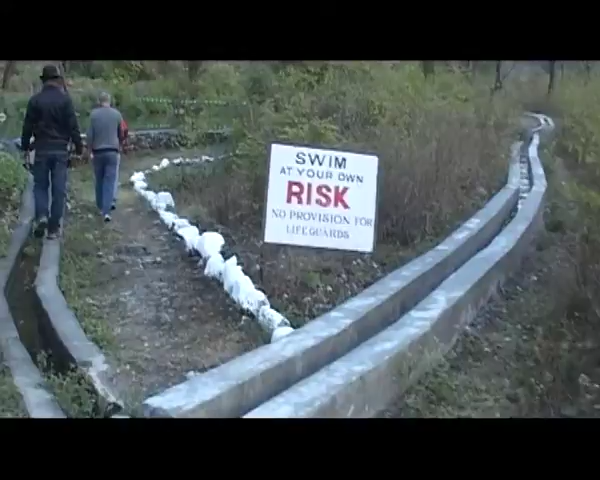 SWIM
AT YOUR OWN
RISK
NO PROVISION FOR
LIFEGUARDS